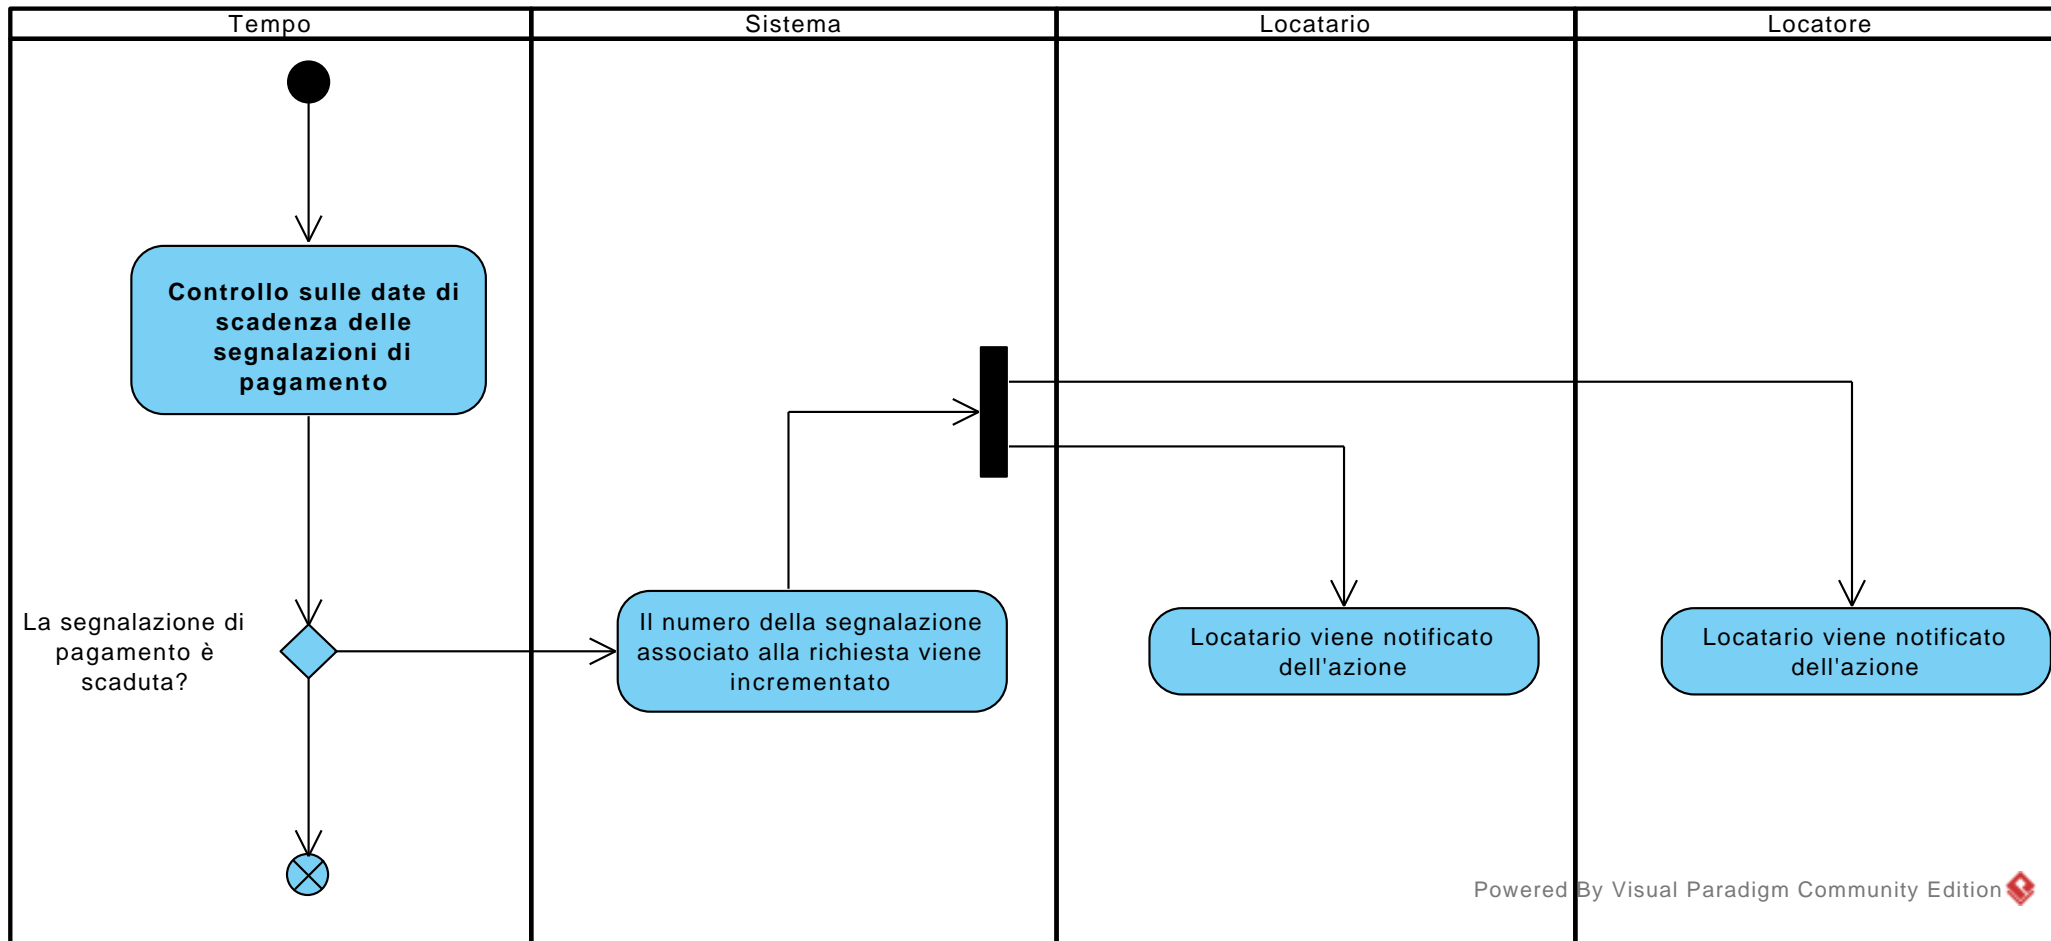 Tempo
Sistema
Locatario
Locatore
Controllo sulle date di
scadenza delle
segnalazioni di
pagamento
La segnalazione di
pagamento è
scaduta?
Il numero della segnalazione
associato alla richiesta viene
incrementato
Locatario viene notificato
dell'azione
Locatario viene notificato
dell'azione
Powered By Visual Paradigm Community Edition